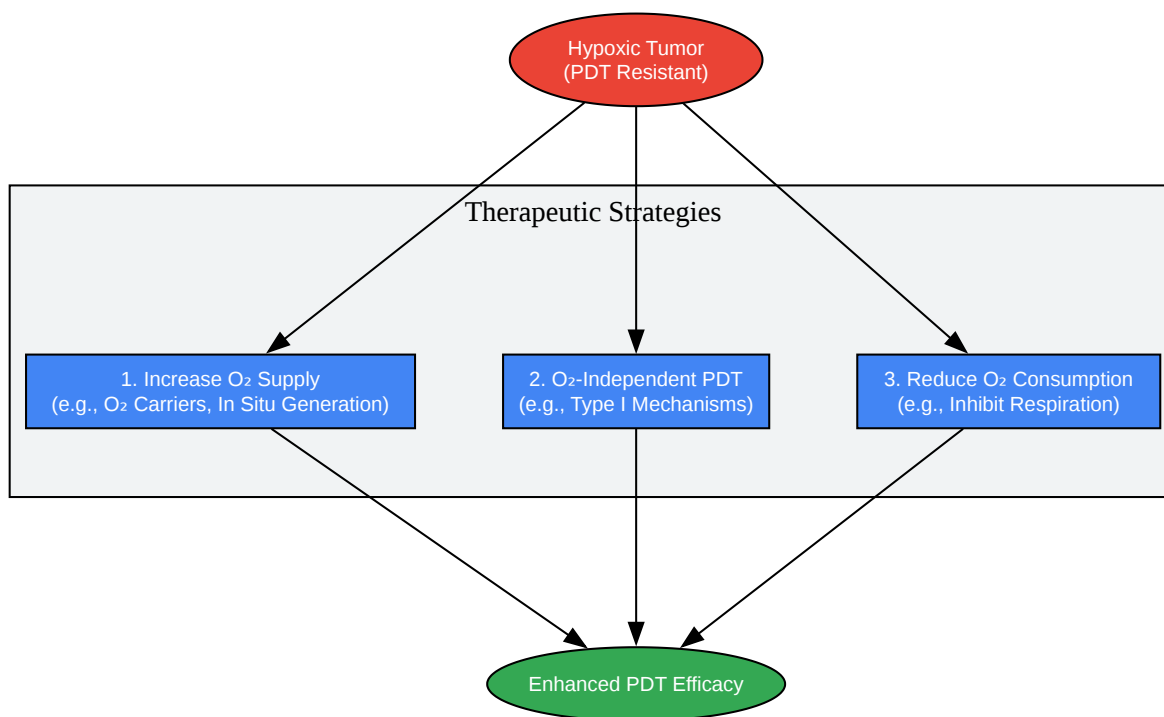 Hypoxic Tumor
(PDT Resistant)
Therapeutic Strategies
1. Increase O₂ Supply
(e.g., O₂ Carriers, In Situ Generation)
2. O₂-Independent PDT
(e.g., Type I Mechanisms)
3. Reduce O₂ Consumption
(e.g., Inhibit Respiration)
Enhanced PDT Efficacy